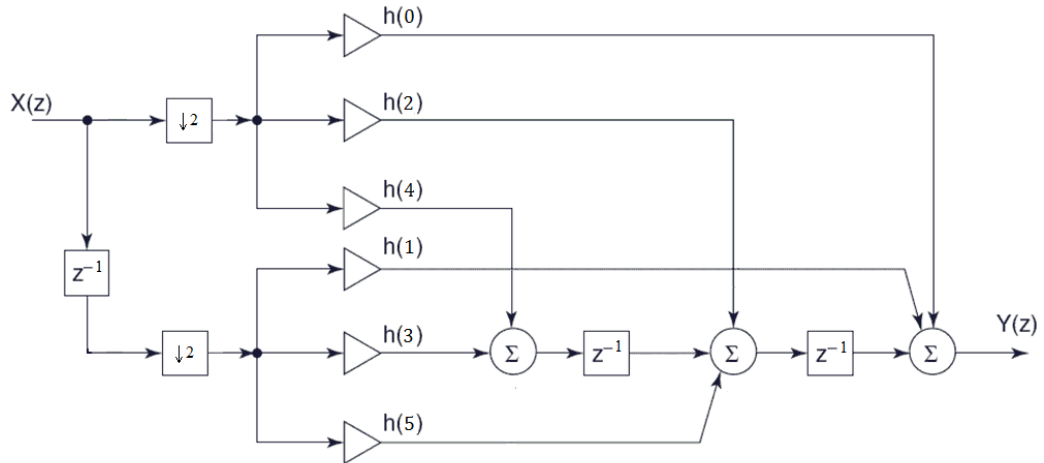 h(0)
X(z)
↓2
h(2)
h(4)
h(1)
z⁻¹
↓2
h(3)
Σ
z⁻¹
Σ
z⁻¹
Σ
Y(z)
h(5)